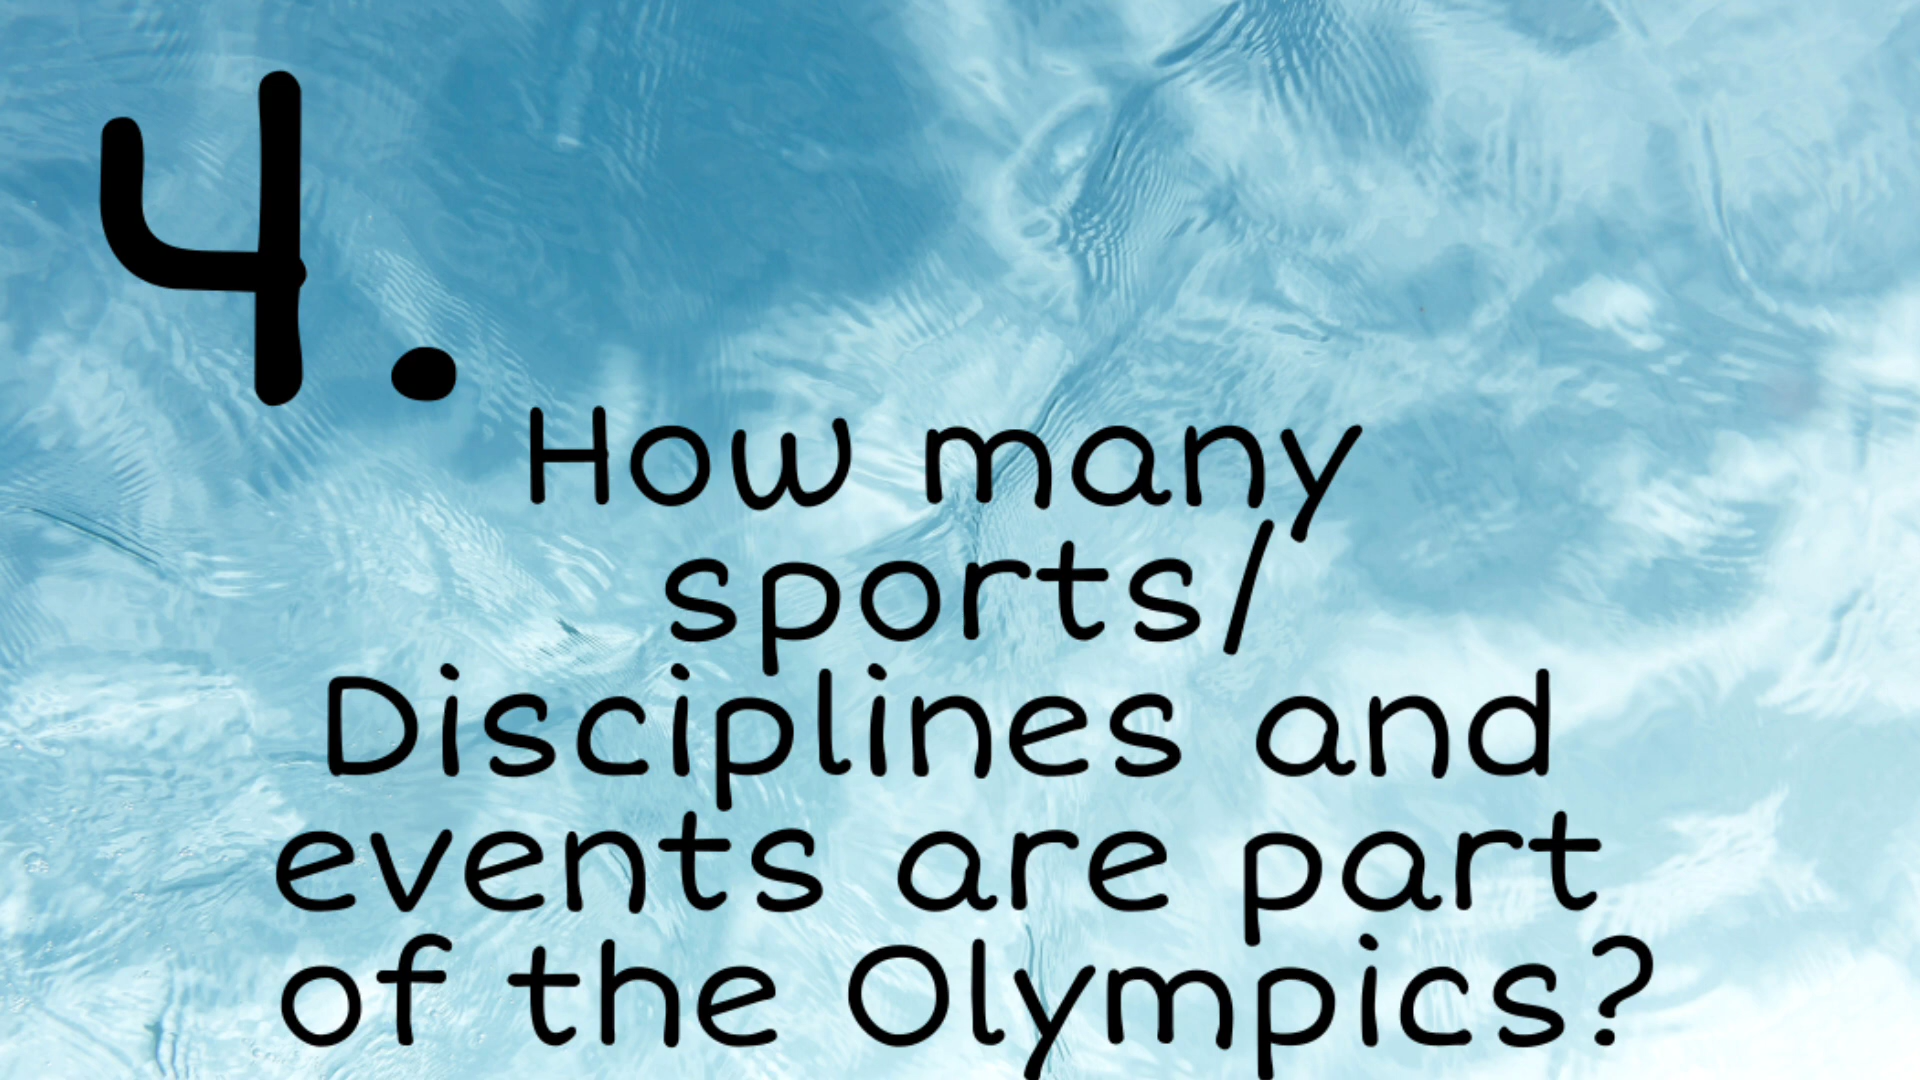 4.
How many
sports/
Disciplines and
events are part
of the Olympics?